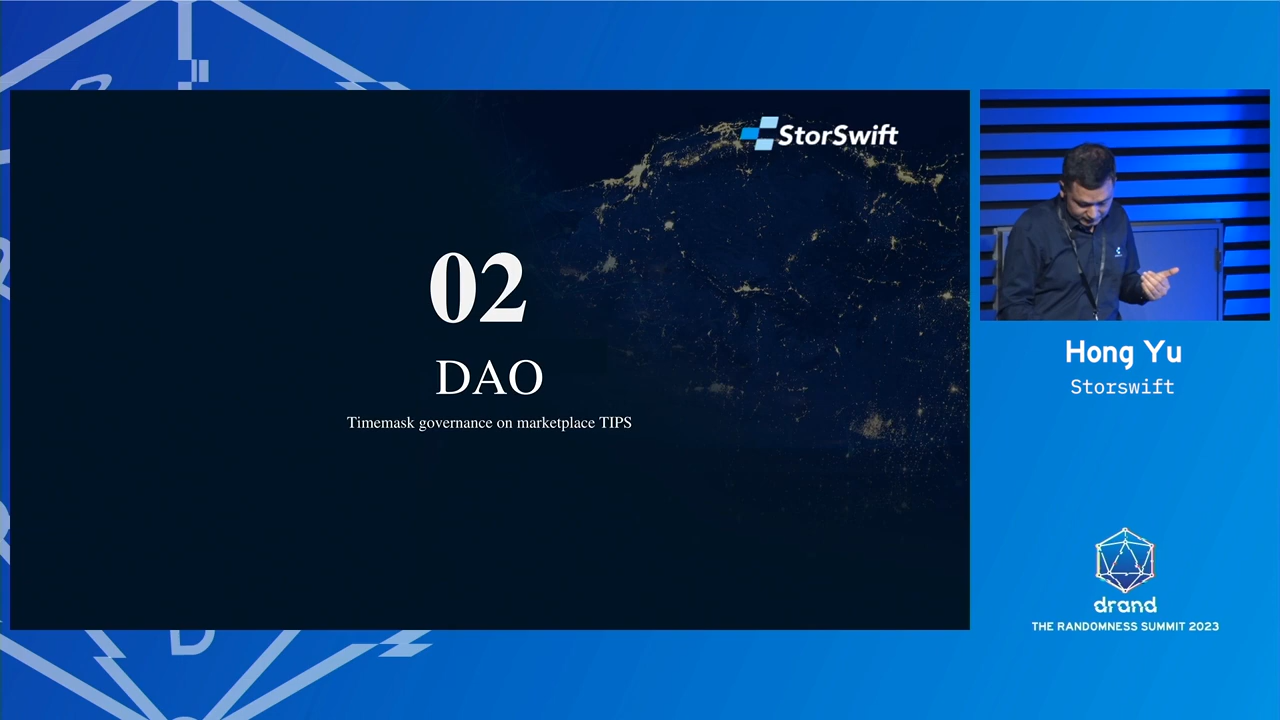 StorSwift
02
DAO
Timemask governance on marketplace TIPS
Hong Yu
Storswift
drand
THE RANDOMNESS SUMMIT 2023